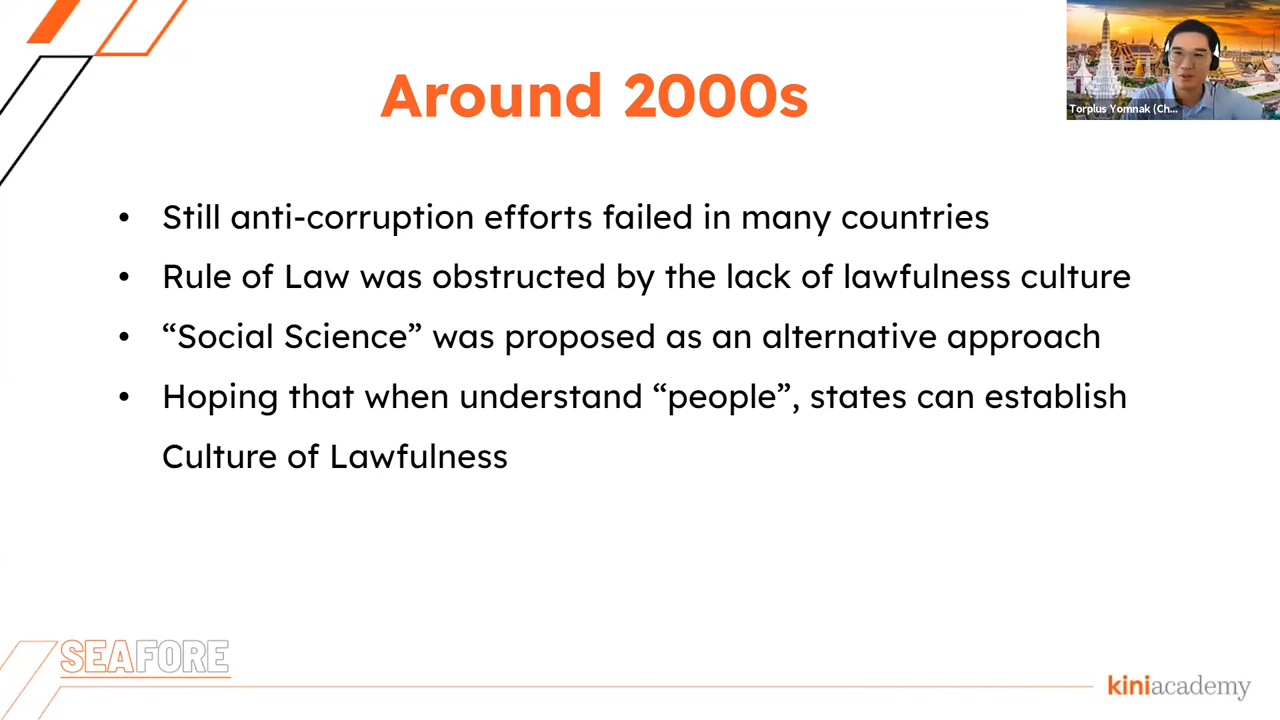 Around 2000s
Torplus Yomnak (Ch...
• Still anti-corruption efforts failed in many countries
• Rule of Law was obstructed by the lack of lawfulness culture
• “Social Science” was proposed as an alternative approach
• Hoping that when understand “people”, states can establish
Culture of Lawfulness
SEAFORE
kiniacademy